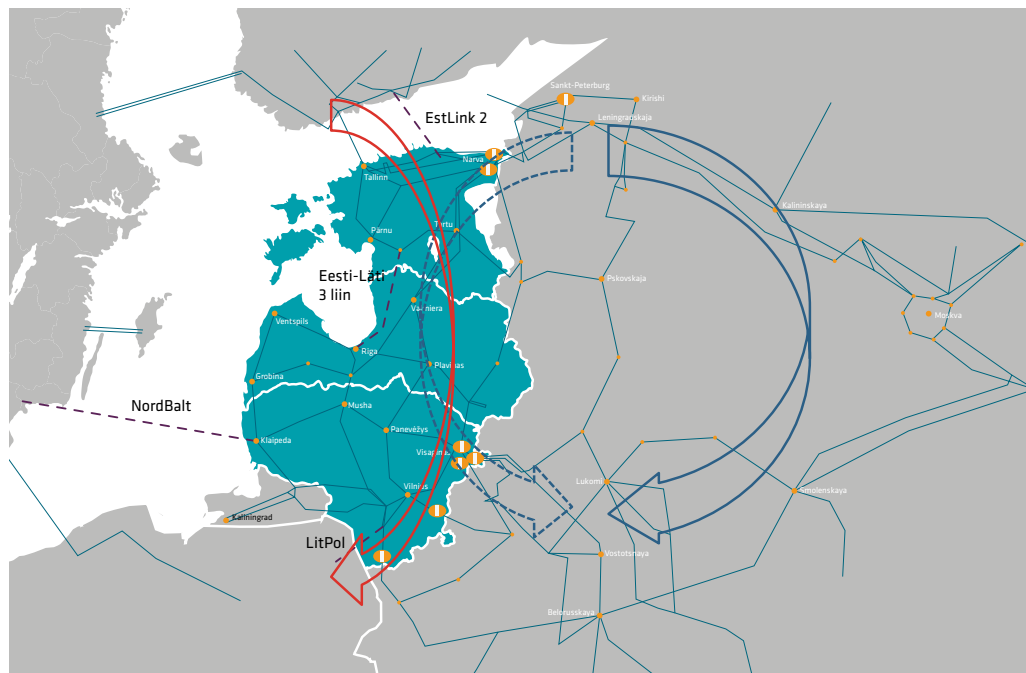 Sankt-Peterburg
Kirishi
EstLink 2
Leningradskaja
Narva
Tallinn
Kalininskaya
Tartu
Pärnu
Eesti-Läti
3 liin
Pskovskaja
Valmiera
Ventspils
Moskva
Riga
Plavinas
Grobina
NordBalt
Musha
Klaipeda
Panevėžys
Visaginas
Lukoml
Vilnius
Smolenskaya
Kaliningrad
LitPol
Vostotsnaya
Belorusskaya